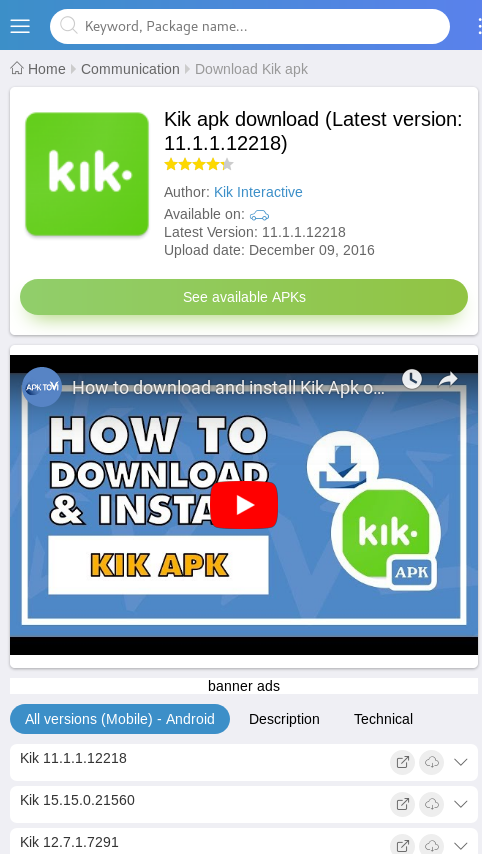 Keyword, Package name...
Home Communication Download Kik apk
kik.
Kik apk download (Latest version:
11.1.1.12218)
Author: Kik Interactive
Available on:
Latest Version: 11.1.1.12218
Upload date: December 09, 2016
See available APKs
How to download and install Kik Apk o...
HOW TO
DOWNLOAD
& INSTA
KIK APK
kik.
APK
banner ads
All versions (Mobile) - Android Description Technical
Kik 11.1.1.12218
Kik 15.15.0.21560
Kik 12.7.1.7291